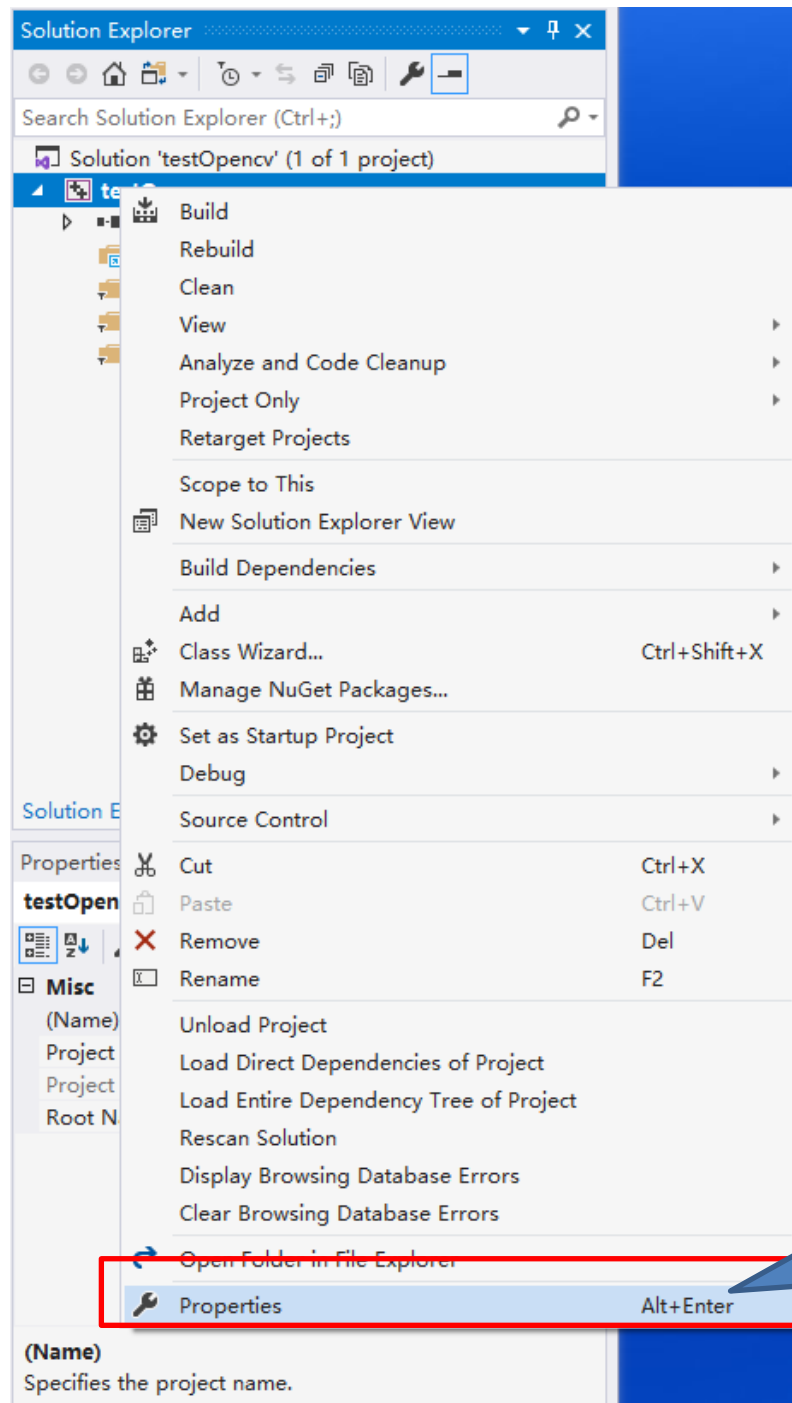 Solution Explorer
Search Solution Explorer (Ctrl+;)
Solution 'testOpencv' (1 of 1 project)
Build
Rebuild
Clean
View
Analyze and Code Cleanup
Project Only
Retarget Projects
Scope to This
New Solution Explorer View
Build Dependencies
Add
Class Wizard... Ctrl+Shift+X
Manage NuGet Packages...
Set as Startup Project
Debug
Solution E
Source Control
Properties
Cut Ctrl+X
testOpen
Paste Ctrl+V
Remove Del
Misc
Rename F2
(Name)
Unload Project
Project
Load Direct Dependencies of Project
Project
Load Entire Dependency Tree of Project
Root N
Rescan Solution
Display Browsing Database Errors
Clear Browsing Database Errors
Open Folder in File Explorer
Properties Alt+Enter
(Name)
Specifies the project name.